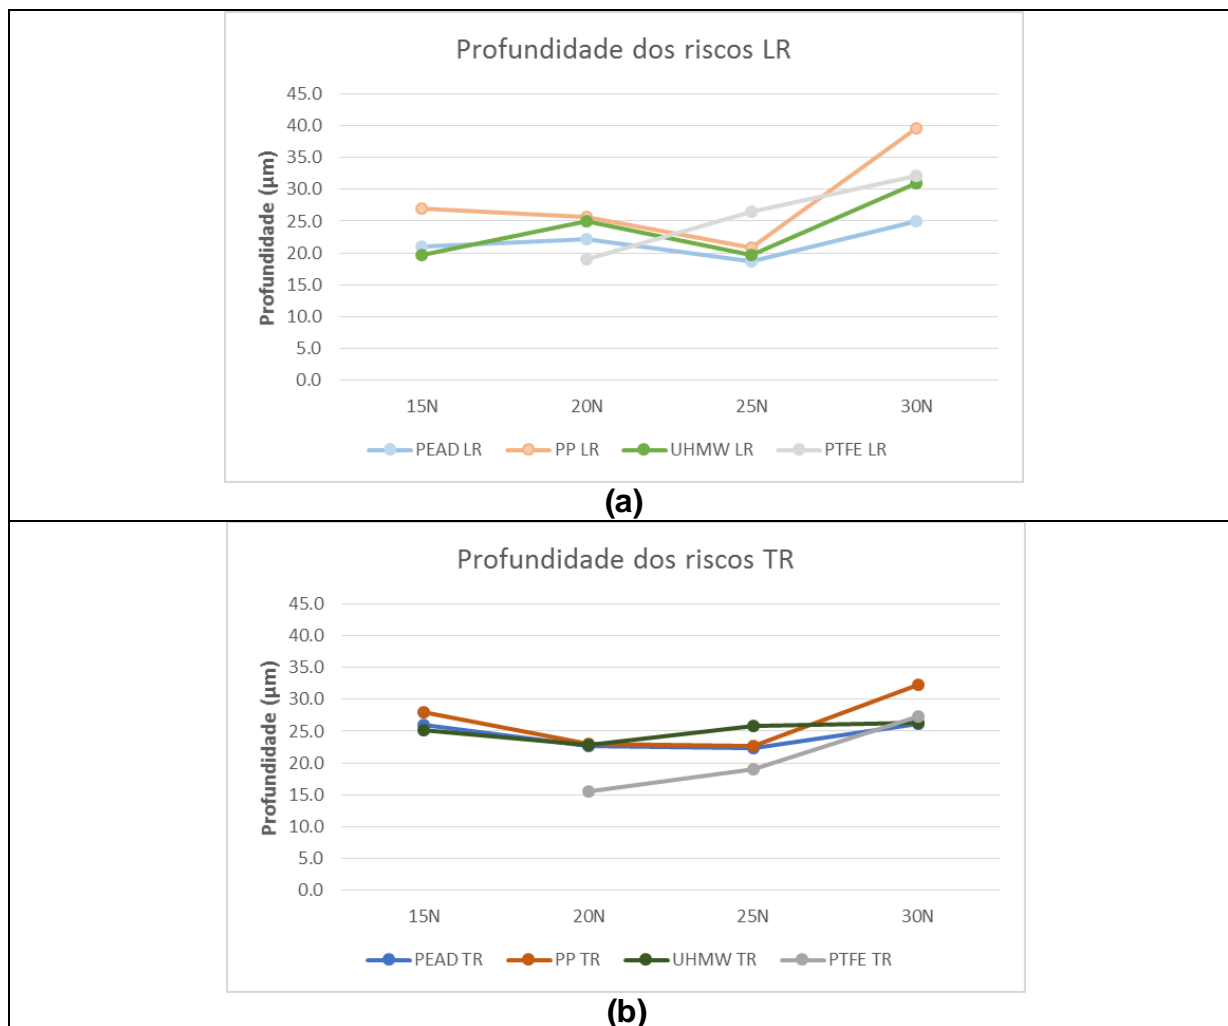 Profundidade dos riscos LR
Profundidade (µm)
45.0
40.0
35.0
30.0
25.0
20.0
15.0
10.0
5.0
0.0
15N 20N 25N 30N
PEAD LR PP LR UHMW LR PTFE LR
(a)
Profundidade dos riscos TR
Profundidade (µm)
45.0
40.0
35.0
30.0
25.0
20.0
15.0
10.0
5.0
0.0
15N 20N 25N 30N
PEAD TR PP TR UHMW TR PTFE TR
(b)